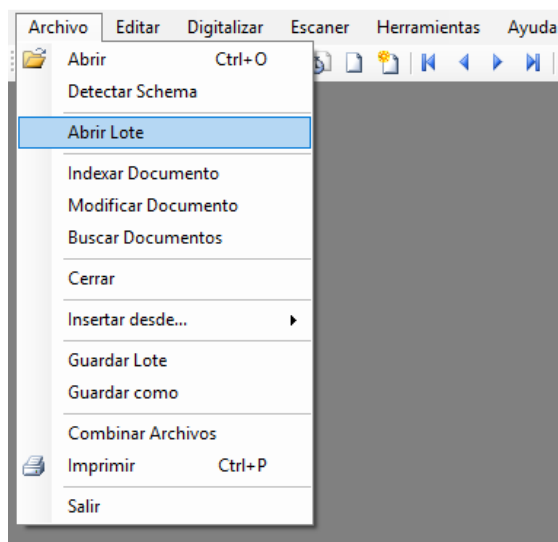 Archivo Editar Digitalizar Escaner Herramientas Ayuda
Abrir Ctrl+O
Detectar Schema
Abrir Lote
Indexar Documento
Modificar Documento
Buscar Documentos
Cerrar
Insertar desde...
Guardar Lote
Guardar como
Combinar Archivos
Imprimir Ctrl+P
Salir